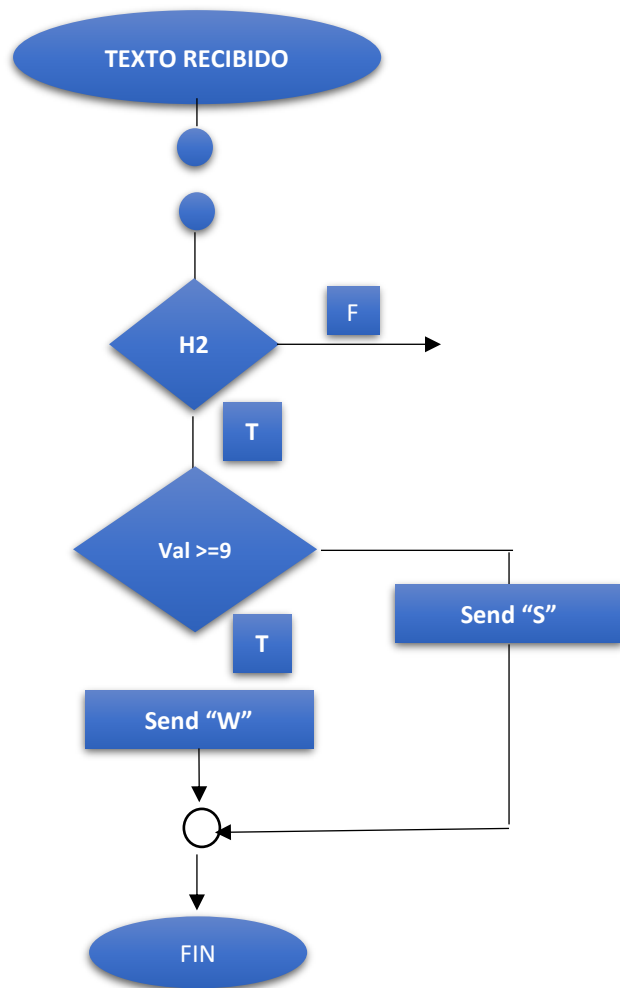 TEXTO RECIBIDO
H2
F
T
Val >=9
Send “S”
T
Send “W”
FIN